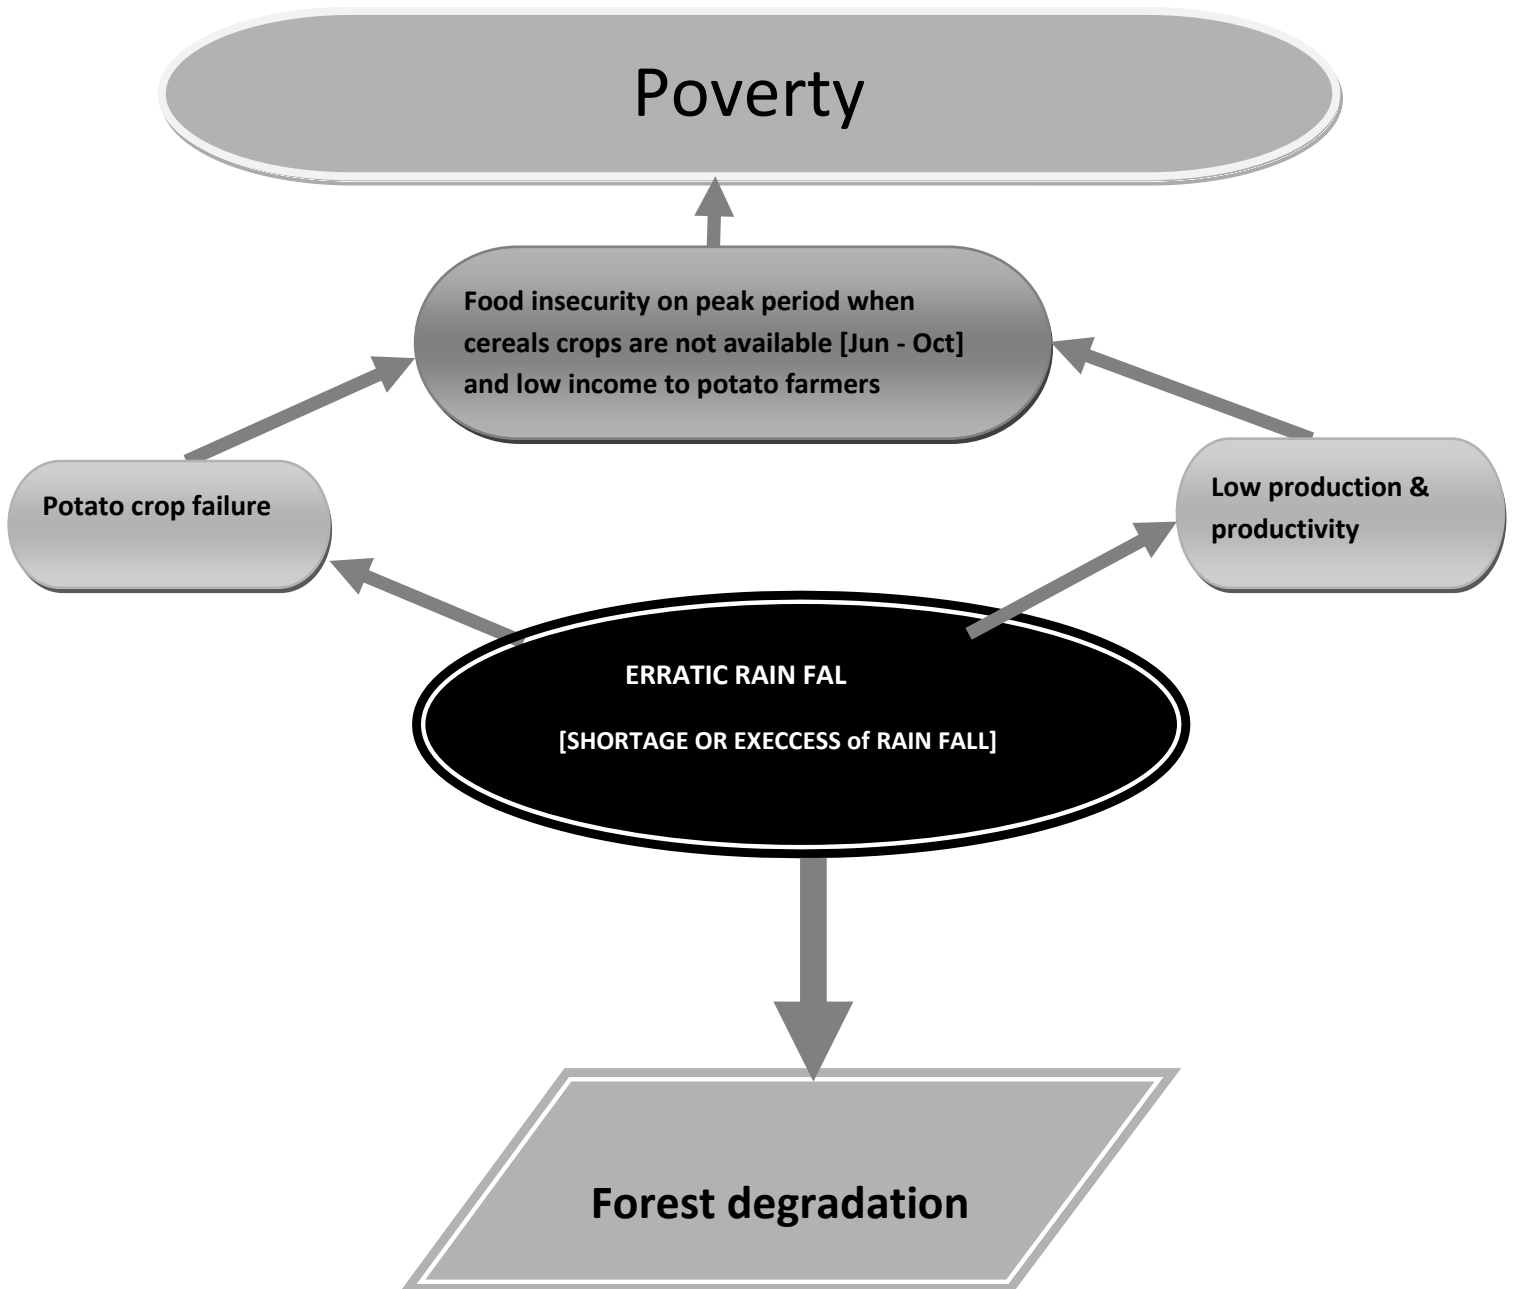 Poverty
Food insecurity on peak period when
cereals crops are not available [Jun - Oct]
and low income to potato farmers
Potato crop failure
Low production &
productivity
ERRATIC RAIN FAL
[SHORTAGE OR EXECCESS of RAIN FALL]
Forest degradation